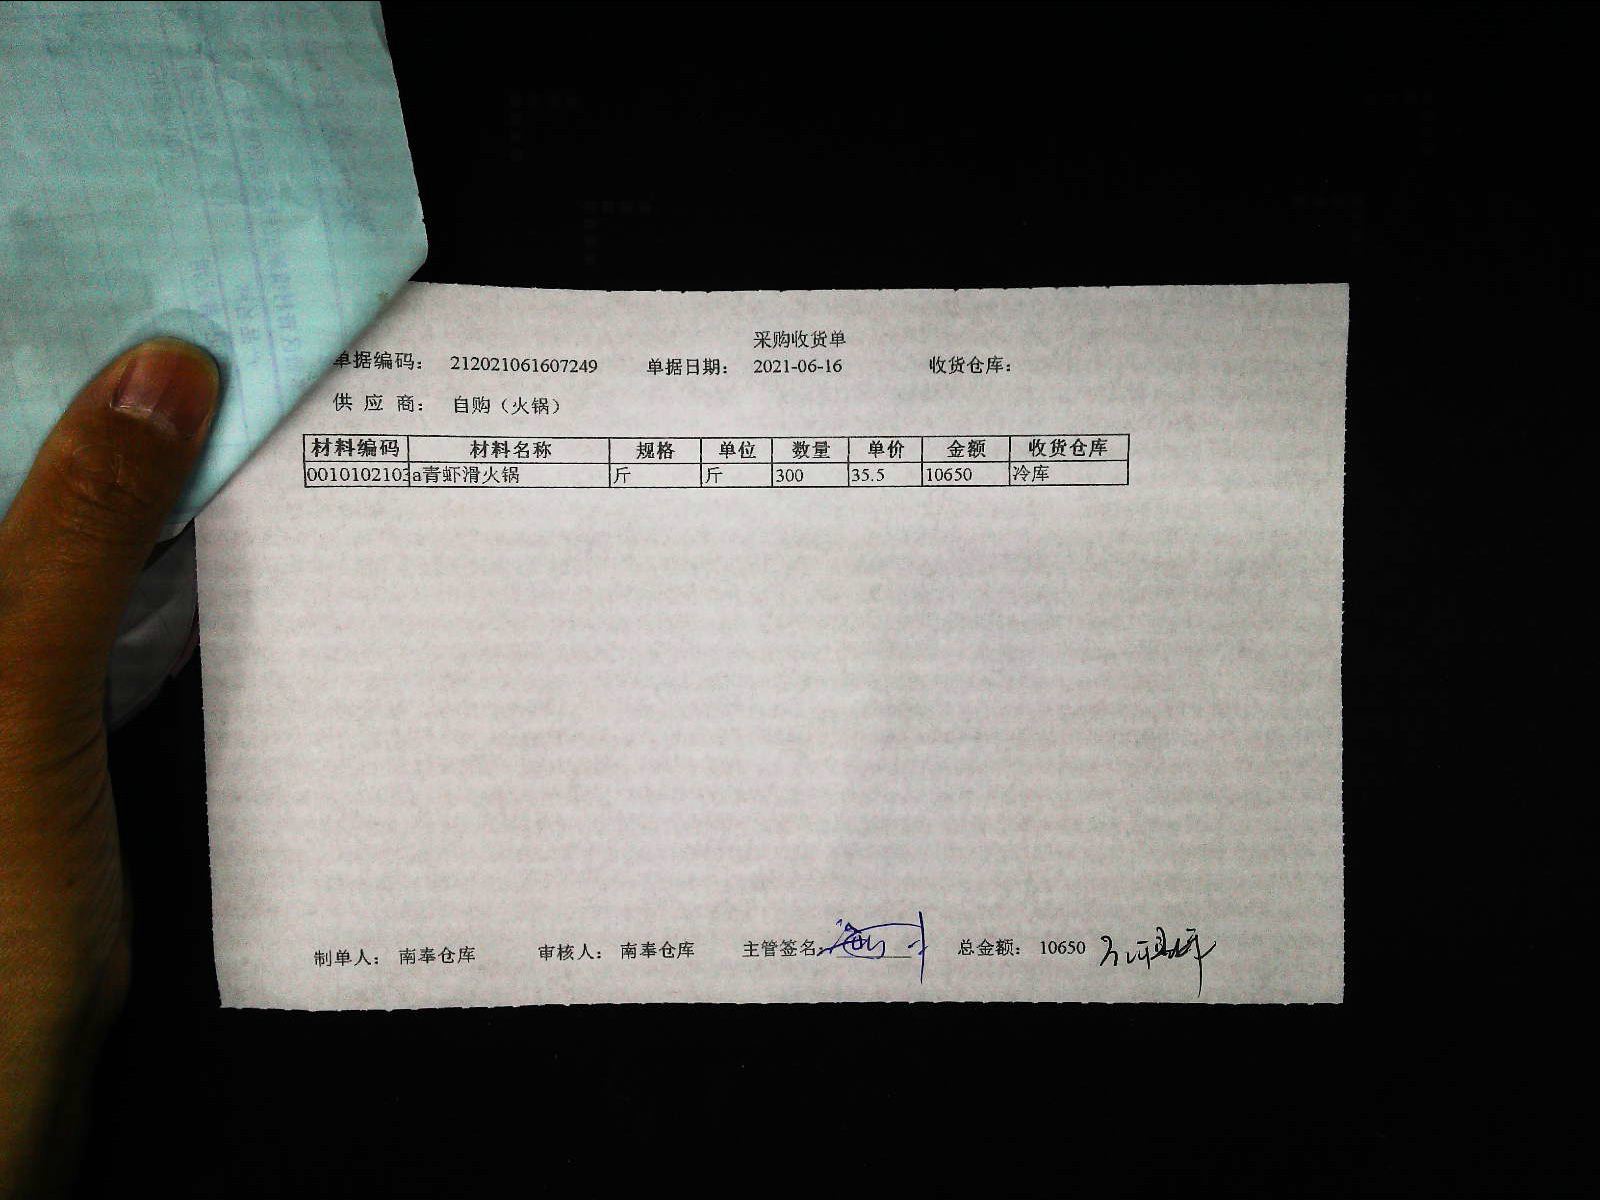 采购收货单
单据编码： 212021061607249 单据日期： 2021-06-16 收货仓库：
供 应 商： 自购（火锅）
材料编码 材料名称 规格 单位 数量 单价 金额 收货仓库
0010102103 a青虾滑火锅 斤 斤 300 35.5 10650 冷库
制单人： 南奉仓库 审核人： 南奉仓库 主管签名： 总金额： 10650